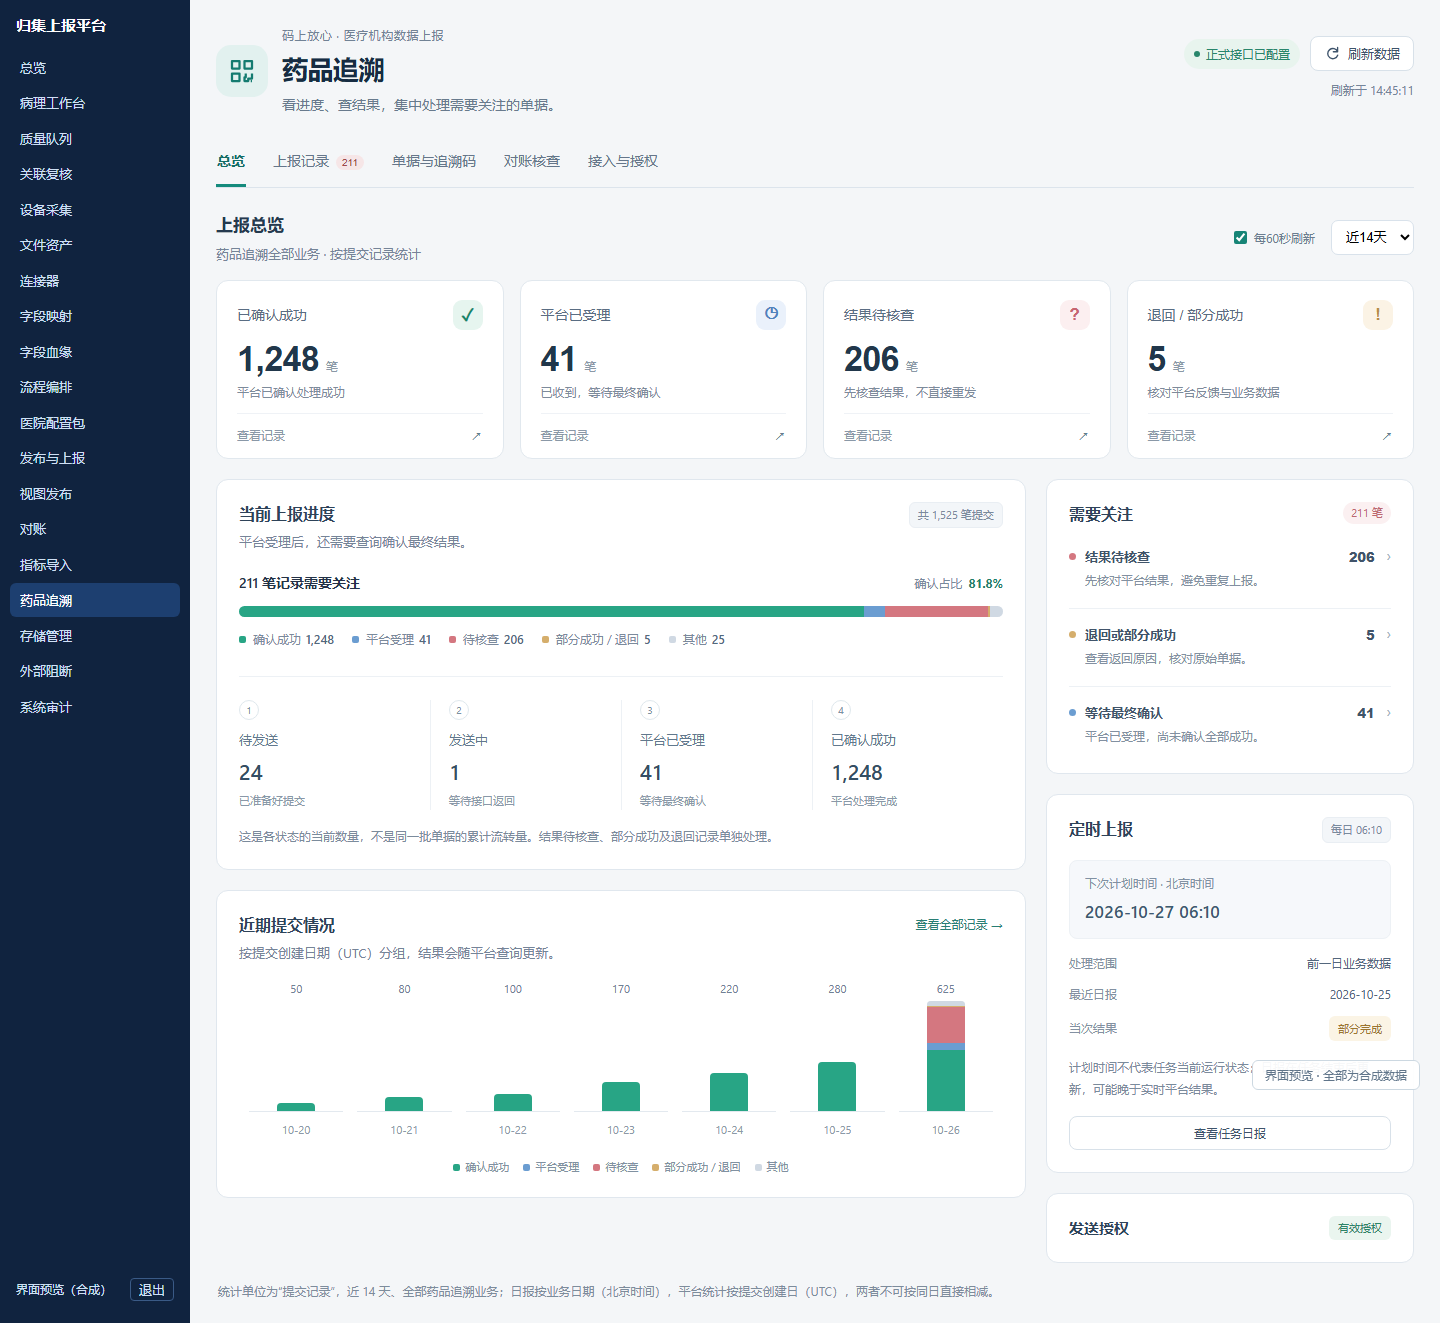 归集上报平台
总览
病理工作台
质量队列
关联复核
设备采集
文件资产
连接器
字段映射
字段血缘
流程编排
医院配置包
发布与上报
视图发布
对账
指标导入
药品追溯
存储管理
外部阻断
系统审计
界面预览（合成） 退出
码上放心 · 医疗机构数据上报
药品追溯
看进度、查结果，集中处理需要关注的单据。
正式接口已配置 刷新数据
刷新于 14:45:11
总览 上报记录 211 单据与追溯码 对账核查 接入与授权
上报总览
药品追溯全部业务 · 按提交记录统计
每60秒刷新 近14天
已确认成功 ✓
1,248 笔
平台已确认处理成功
查看记录 ↗
平台已受理
41 笔
已收到，等待最终确认
查看记录 ↗
结果待核查 ?
206 笔
先核查结果，不直接重发
查看记录 ↗
退回 / 部分成功 !
5 笔
核对平台反馈与业务数据
查看记录 ↗
当前上报进度 共 1,525 笔提交
平台受理后，还需要查询确认最终结果。
211 笔记录需要关注 确认占比 81.8%
确认成功 1,248 平台受理 41 待核查 206 部分成功 / 退回 5 其他 25
1 2 3 4
待发送 发送中 平台已受理 已确认成功
24 1 41 1,248
已准备好提交 等待接口返回 等待最终确认 平台处理完成
这是各状态的当前数量，不是同一批单据的累计流转量。结果待核查、部分成功及退回记录单独处理。
近期提交情况 查看全部记录 →
按提交创建日期（UTC）分组，结果会随平台查询更新。
50 80 100 170 220 280 625
10-20 10-21 10-22 10-23 10-24 10-25 10-26
确认成功 平台受理 待核查 部分成功 / 退回 其他
需要关注 211 笔
结果待核查 206 ›
先核对平台结果，避免重复上报。
退回或部分成功 5 ›
查看返回原因，核对原始单据。
等待最终确认 41 ›
平台已受理，尚未确认全部成功。
定时上报 每日 06:10
下次计划时间 · 北京时间
2026-10-27 06:10
处理范围 前一日业务数据
最近日报 2026-10-25
当次结果 部分完成
计划时间不代表任务当前运行状态；
新，可能晚于实时平台结果。
界面预览 · 全部为合成数据
查看任务日报
发送授权 有效授权
统计单位为“提交记录”，近 14 天、全部药品追溯业务；日报按业务日期（北京时间），平台统计按提交创建日（UTC），两者不可按同日直接相减。